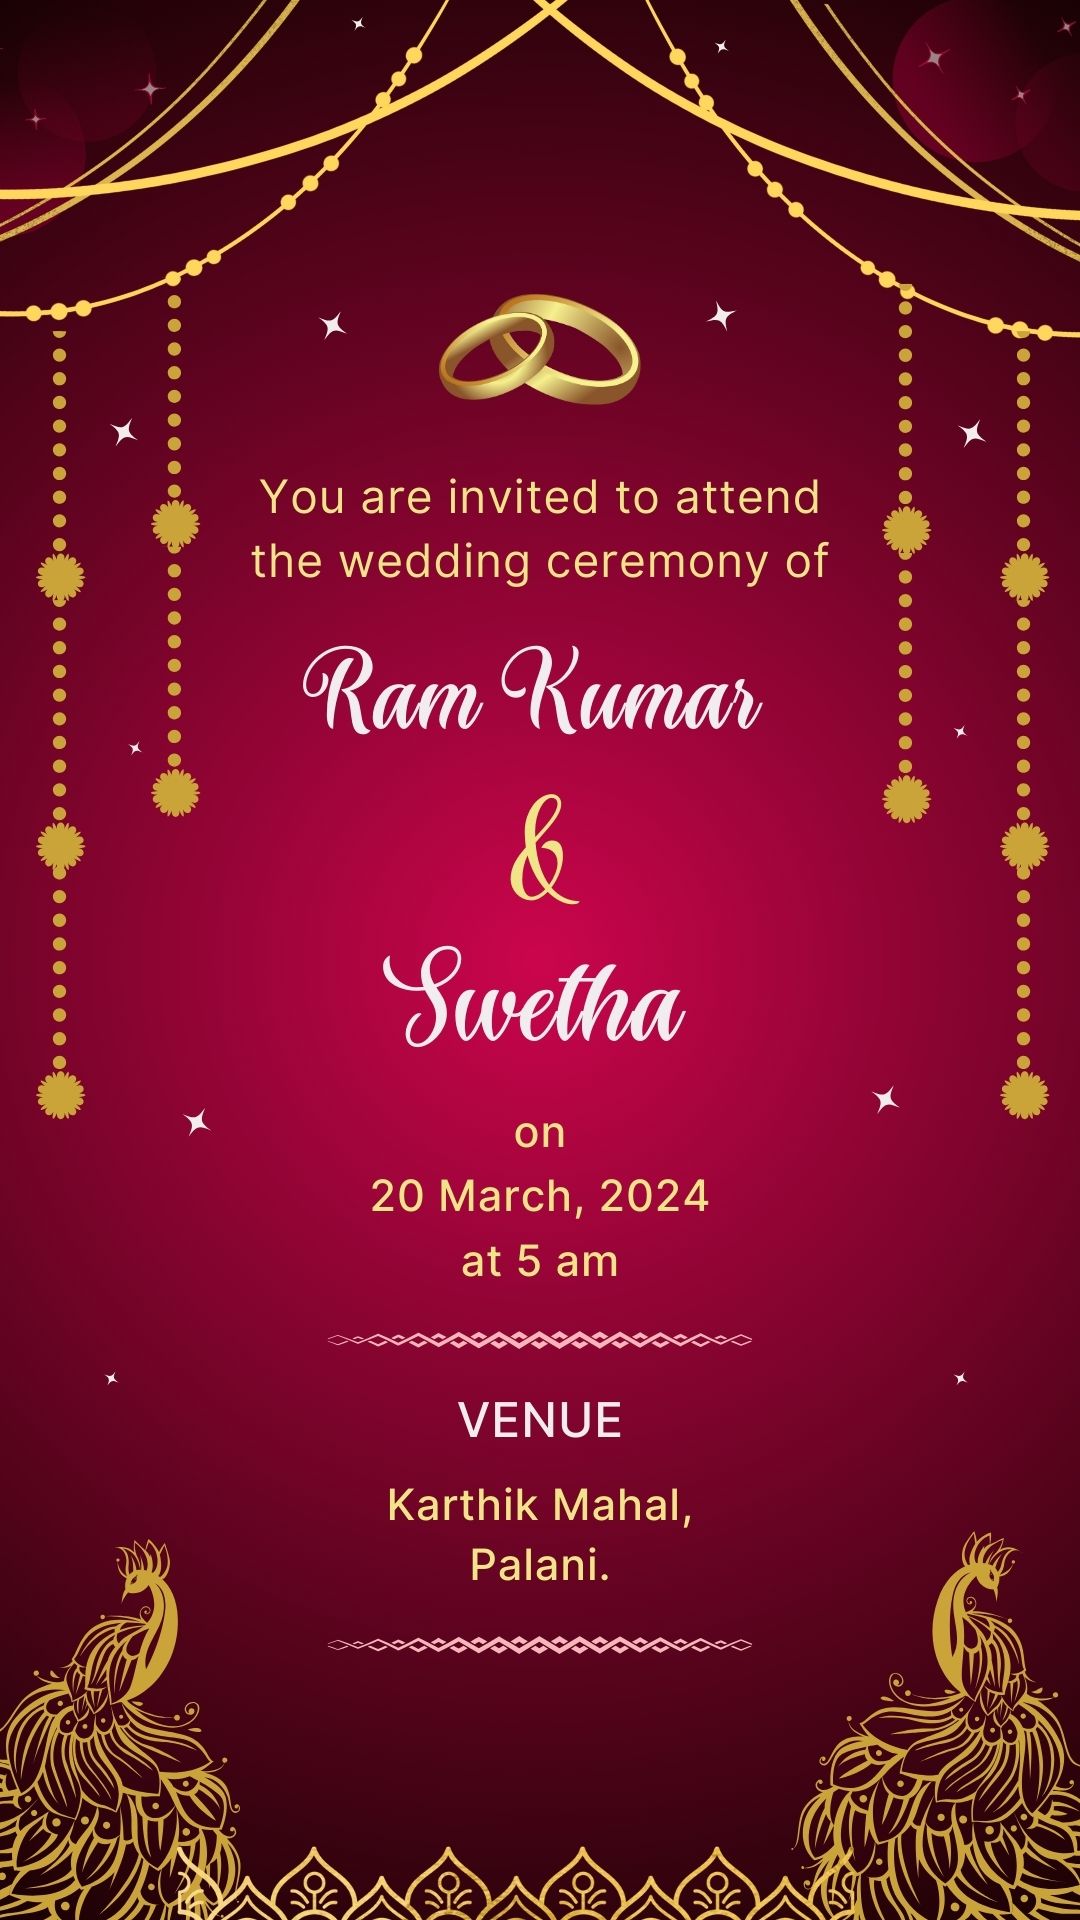 You are invited to attend
the wedding ceremony of
Ram Kumar
&
Swetha
on
20 March, 2024
at 5 am
VENUE
Karthik Mahal,
Palani.